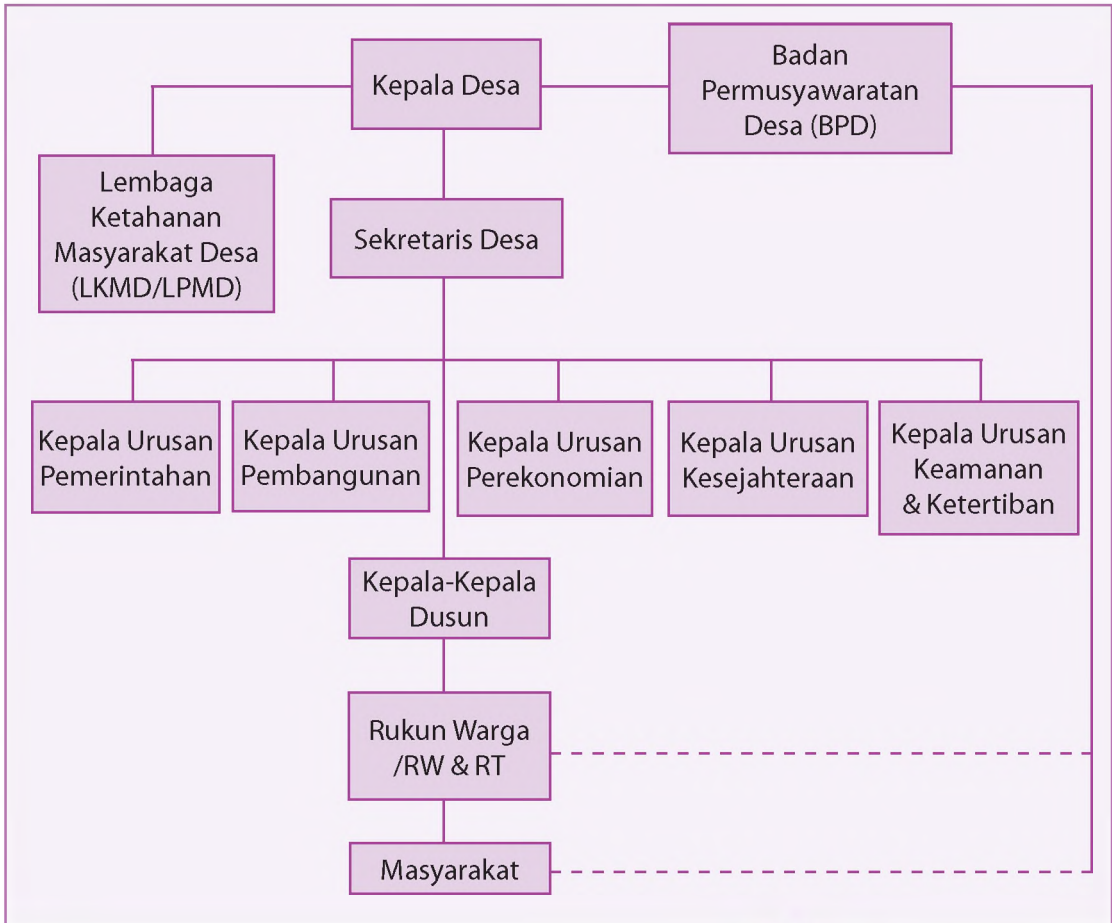 Kepala Desa
Badan
Permusyawaratan
Desa (BPD)
Lembaga
Ketahanan
Masyarakat Desa
(LKMD/LPMD)
Sekretaris Desa
Kepala Urusan
Pemerintahan
Kepala Urusan
Pembangunan
Kepala Urusan
Perekonomian
Kepala Urusan
Kesejahteraan
Kepala Urusan
Keamanan
& Ketertiban
Kepala-Kepala
Dusun
Rukun Warga
/RW & RT
Masyarakat